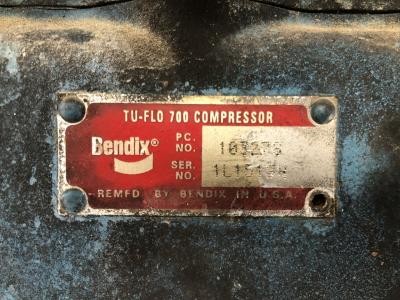 TU-FLO 700 COMPRESSOR
Bendix®
PC. NO.
SER. NO.
REMFD BY BENDIX IN U.S.A.